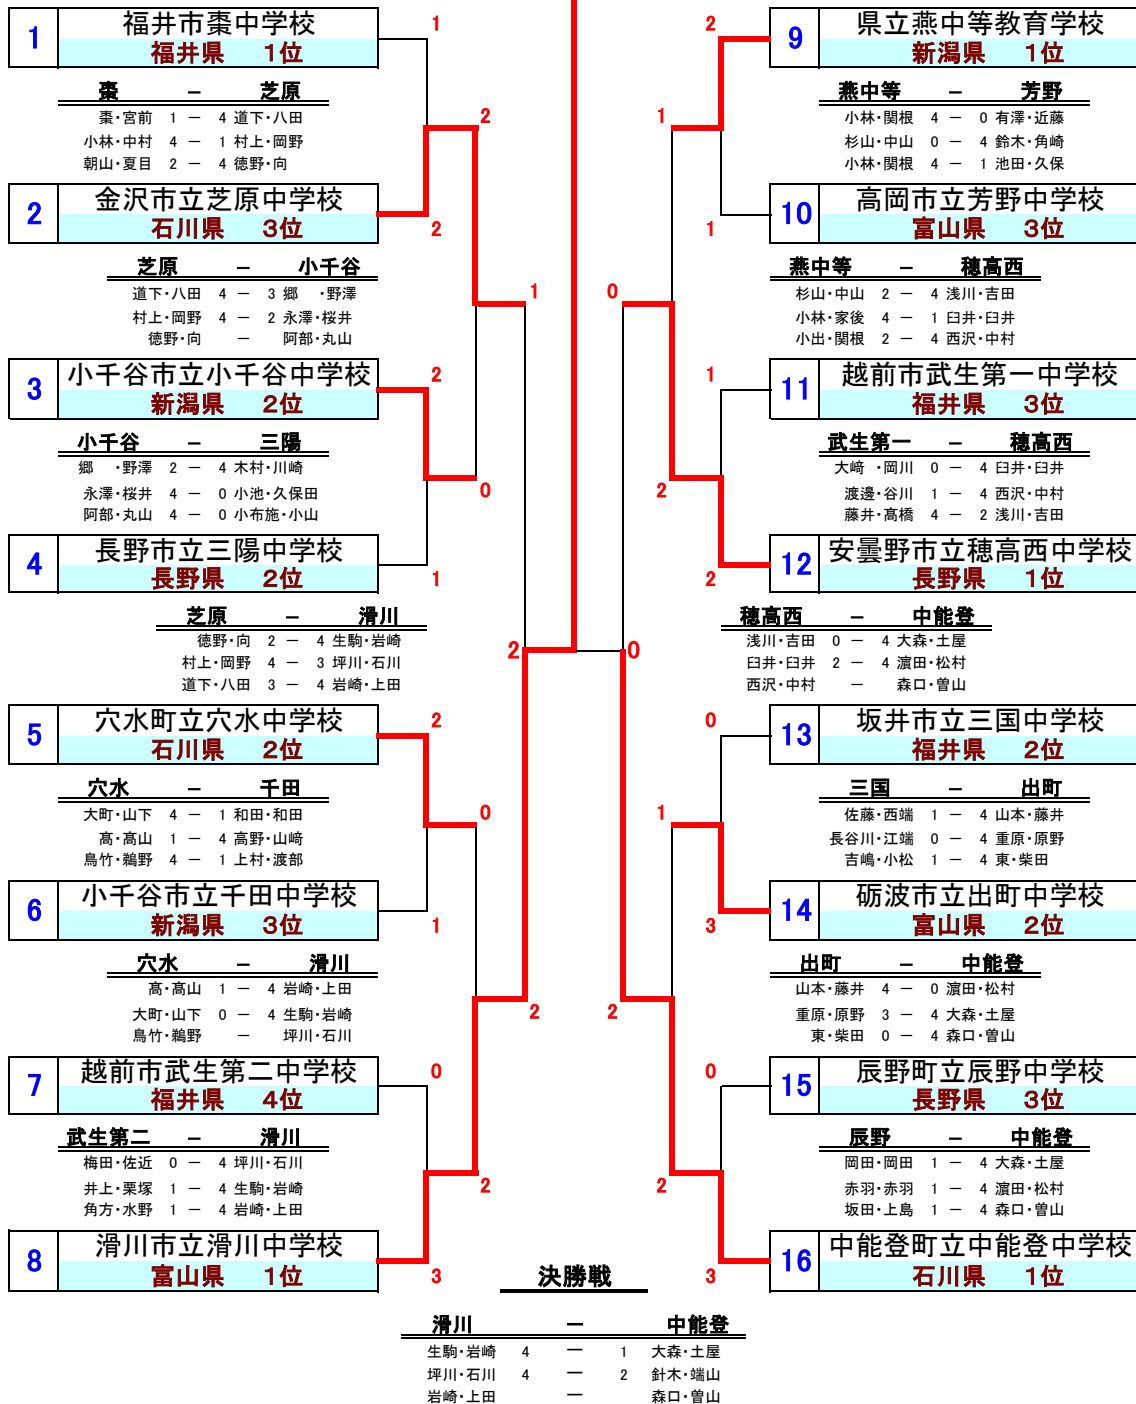 1 福井市棗中学校
福井県 1位
1
棗 － 芝原
棗・宮前 1 － 4 道下・八田
小林・中村 4 － 1 村上・岡野
朝山・夏目 2 － 4 徳野・向
2
2 金沢市立芝原中学校
石川県 3位
2
芝原 － 小千谷
道下・八田 4 － 3 郷 ・野澤
村上・岡野 4 － 2 永澤・桜井
徳野・向 － 阿部・丸山
1
3 小千谷市立小千谷中学校
新潟県 2位
2
小千谷 － 三陽
郷 ・野澤 2 － 4 木村・川崎
永澤・桜井 4 － 0 小池・久保田
阿部・丸山 4 － 0 小布施・小山
0
4 長野市立三陽中学校
長野県 2位
1
芝原 － 滑川
徳野・向 2 － 4 生駒・岩崎
村上・岡野 4 － 3 坪川・石川
道下・八田 3 － 4 岩崎・上田
2
5 穴水町立穴水中学校
石川県 2位
2
穴水 － 千田
大町・山下 4 － 1 和田・和田
髙・髙山 1 － 4 高野・山﨑
鳥竹・鵜野 4 － 1 上村・渡部
0
6 小千谷市立千田中学校
新潟県 3位
1
穴水 － 滑川
髙・髙山 1 － 4 岩崎・上田
大町・山下 0 － 4 生駒・岩崎
鳥竹・鵜野 － 坪川・石川
2
7 越前市武生第二中学校
福井県 4位
0
武生第二 － 滑川
梅田・佐近 0 － 4 坪川・石川
井上・栗塚 1 － 4 生駒・岩崎
角方・水野 1 － 4 岩崎・上田
2
8 滑川市立滑川中学校
富山県 1位
3
2
9 県立燕中等教育学校
新潟県 1位
燕中等 － 芳野
小林・関根 4 － 0 有澤・近藤
杉山・中山 0 － 4 鈴木・角崎
小林・関根 4 － 1 池田・久保
1
10 高岡市立芳野中学校
富山県 3位
1
燕中等 － 穂高西
杉山・中山 2 － 4 浅川・吉田
小林・家後 4 － 1 臼井・臼井
小出・関根 2 － 4 西沢・中村
0
1
11 越前市武生第一中学校
福井県 3位
武生第一 － 穂高西
大﨑 ・岡川 0 － 4 臼井・臼井
渡邊・谷川 1 － 4 西沢・中村
藤井・髙橋 4 － 2 浅川・吉田
2
12 安曇野市立穂高西中学校
長野県 1位
2
穂高西 － 中能登
浅川・吉田 0 － 4 大森・土屋
臼井・臼井 2 － 4 濵田・松村
西沢・中村 － 森口・曽山
0
0
13 坂井市立三国中学校
福井県 2位
三国 － 出町
佐藤・西端 1 － 4 山本・藤井
長谷川・江端 0 － 4 重原・原野
吉嶋・小松 1 － 4 東・柴田
1
14 砺波市立出町中学校
富山県 2位
3
出町 － 中能登
山本・藤井 4 － 0 濵田・松村
重原・原野 3 － 4 大森・土屋
東・柴田 0 － 4 森口・曽山
2
0
15 辰野町立辰野中学校
長野県 3位
辰野 － 中能登
岡田・岡田 1 － 4 大森・土屋
赤羽・赤羽 1 － 4 濵田・松村
坂田・上島 1 － 4 森口・曽山
2
16 中能登町立中能登中学校
石川県 1位
3
決勝戦
滑川 － 中能登
生駒・岩崎 4 － 1 大森・土屋
坪川・石川 4 － 2 針木・端山
岩崎・上田 － 森口・曽山